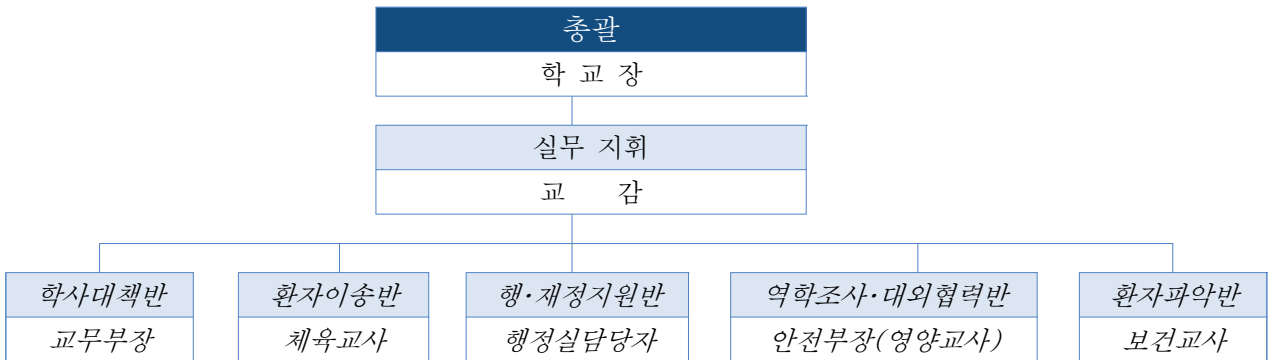 총괄
학 교 장
실무 지휘
교 감
학사대책반
환자이송반
행·재정지원반
역학조사·대외협력반
환자파악반
교무부장
체육교사
행정실담당자
안전부장(영양교사)
보건교사